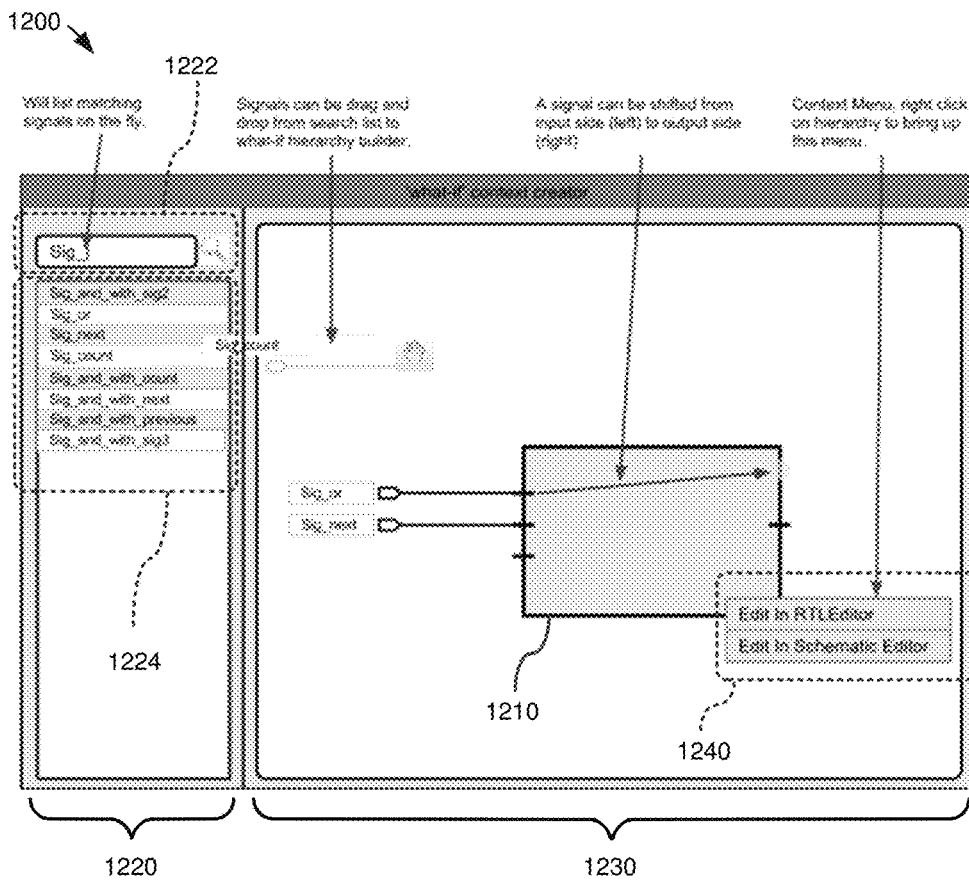 1200
1222
Will list matching
signals on the fly.
Signals can be drag and
drop from search list to
what-if hierarchy builder.
A signal can be shifted from
input side (left) to output side
(right)
Context Menu, right click
on hierarchy to bring up
this menu.
what-if context creator
Sig_
Sig_and_with_sig2
Sig_or
Sig_next
Sig_count
Sig_and_with_count
Sig_and_with_next
Sig_and_with_previous
Sig_and_with_sig3
Sig_count
Sig_or
Sig_next
Edit In RTLEditor
Edit In Schematic Editor
1224
1210
1240
1220
1230